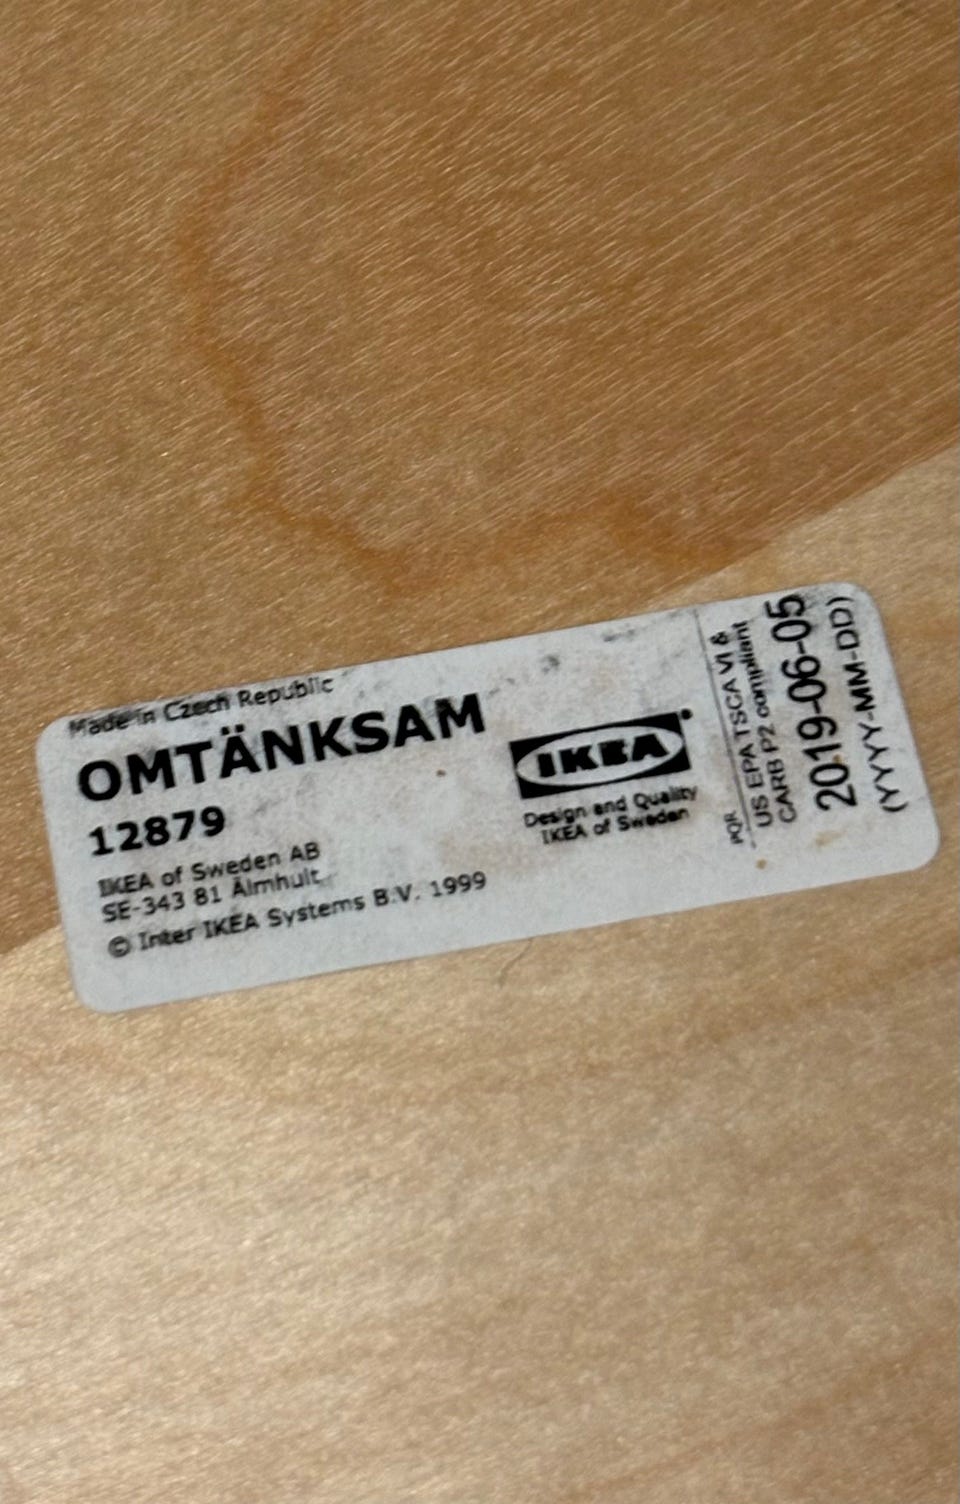 Made in Czech Republic
OMTÄNKSAM
12879
IKEA of Sweden AB
SE-343 81 Älmhult
© Inter IKEA Systems B.V. 1999
IKEA
Design and Quality
IKEA of Sweden
PQR
US EPA TSCA VI &
CARB P2 compliant
2019-06-05
(YYYY-MM-DD)